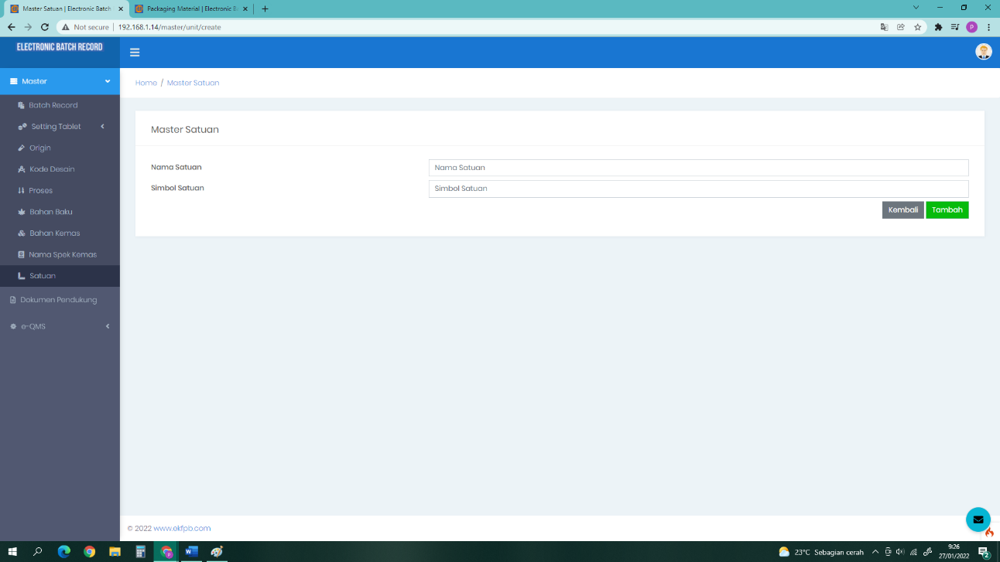 Master Satuan | Electronic Batch
Packaging Material | Electronic B
Not secure
192.168.1.14/master/unit/create
P
ELECTRONIC BATCH RECORD
Master
Batch Record
Setting Tablet
Origin
Kode Desain
Proses
Bahan Baku
Bahan Kemas
Nama Spek Kemas
Satuan
Dokumen Pendukung
e-QMS
Home / Master Satuan
Master Satuan
Nama Satuan
Nama Satuan
Simbol Satuan
Simbol Satuan
Kembali
Tambah
© 2022 www.ekfpb.com
23°C Sebagian cerah
9:26
27/01/2022
2